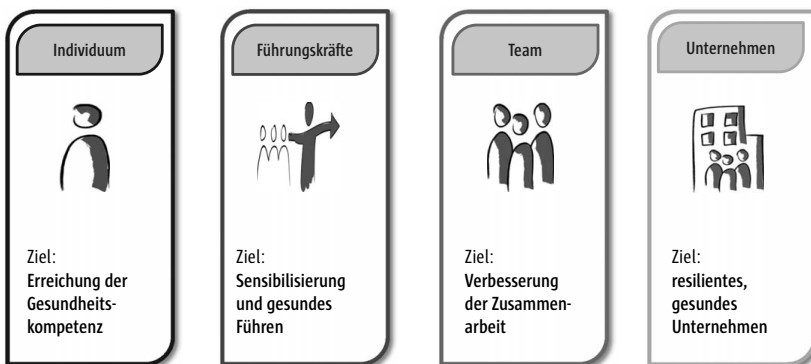 Individuum
Ziel:
Erreichung der
Gesundheits-
kompetenz
Führungskräfte
Ziel:
Sensibilisierung
und gesundes
Führen
Team
Ziel:
Verbesserung
der Zusammen-
arbeit
Unternehmen
Ziel:
resilientes,
gesundes
Unternehmen